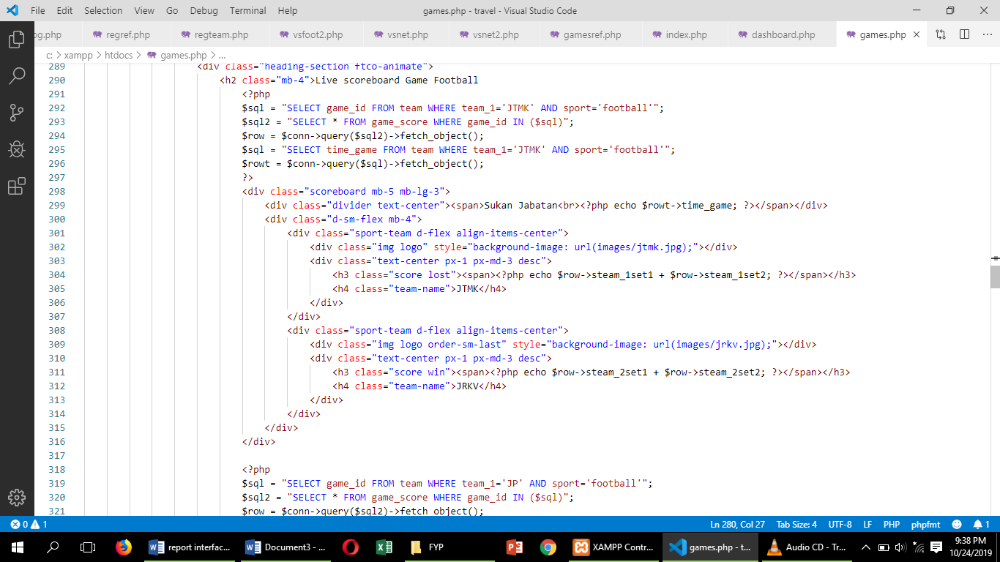 File Edit Selection View Go Debug Terminal Help games.php - travel - Visual Studio Code
og.php regref.php regteam.php vsfoot2.php vsnet.php vsnet2.php gamesref.php index.php dashboard.php games.php
c: > xampp > htdocs > games.php > ...
289 <div class="heading-section ftco-animate">
290 <h2 class="mb-4">Live scoreboard Game Football
291 <?php
292 $sql = "SELECT game_id FROM team WHERE team_1='JTMK' AND sport='football'";
293 $sql2 = "SELECT * FROM game_score WHERE game_id IN ($sql)";
294 $row = $conn->query($sql2)->fetch_object();
295 $sql = "SELECT time_game FROM team WHERE team_1='JTMK' AND sport='football'";
296 $rowt = $conn->query($sql)->fetch_object();
297 ?>
298 <div class="scoreboard mb-5 mb-lg-3">
299 <div class="divider text-center"><span>Sukan Jabatan<br><?php echo $rowt->time_game; ?></span></div>
300 <div class="d-sm-flex mb-4">
301 <div class="sport-team d-flex align-items-center">
302 <div class="img logo" style="background-image: url(images/jtmk.jpg);"></div>
303 <div class="text-center px-1 px-md-3 desc">
304 <h3 class="score lost"><span><?php echo $row->steam_1set1 + $row->steam_1set2; ?></span></h3>
305 <h4 class="team-name">JTMK</h4>
306 </div>
307 </div>
308 <div class="sport-team d-flex align-items-center">
309 <div class="img logo order-sm-last" style="background-image: url(images/jrkv.jpg);"></div>
310 <div class="text-center px-1 px-md-3 desc">
311 <h3 class="score win"><span><?php echo $row->steam_2set1 + $row->steam_2set2; ?></span></h3>
312 <h4 class="team-name">JRKV</h4>
313 </div>
314 </div>
315 </div>
316 </div>
317
318 <?php
319 $sql = "SELECT game_id FROM team WHERE team_1='JP' AND sport='football'";
320 $sql2 = "SELECT * FROM game_score WHERE game_id IN ($sql)";
321 $row = $conn->query($sql2)->fetch_object();
0 1 Ln 280, Col 27 Tab Size: 4 UTF-8 LF PHP phpfmt 1
report interfac... Document3 - ... FYP XAMPP Contr... games.php - t... Audio CD - Tr... 9:38 PM
10/24/2019